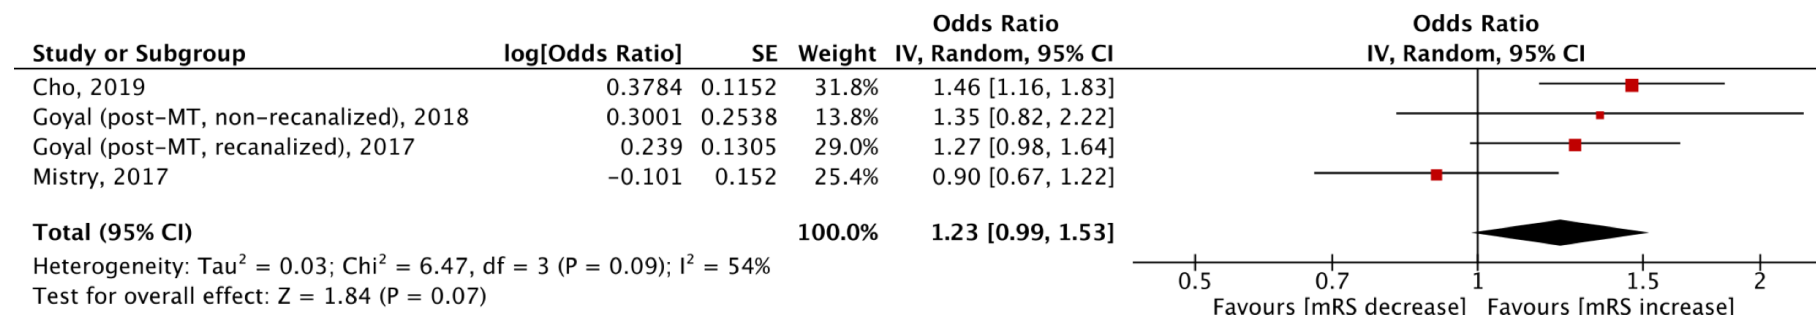 Odds Ratio Odds Ratio
Study or Subgroup log[Odds Ratio] SE Weight IV, Random, 95% CI IV, Random, 95% CI
Cho, 2019 0.3784 0.1152 31.8% 1.46 [1.16, 1.83]
Goyal (post-MT, non-recanalized), 2018 0.3001 0.2538 13.8% 1.35 [0.82, 2.22]
Goyal (post-MT, recanalized), 2017 0.239 0.1305 29.0% 1.27 [0.98, 1.64]
Mistry, 2017 −0.101 0.152 25.4% 0.90 [0.67, 1.22]
Total (95% CI) 100.0% 1.23 [0.99, 1.53]
Heterogeneity: Tau² = 0.03; Chi² = 6.47, df = 3 (P = 0.09); I² = 54%
Test for overall effect: Z = 1.84 (P = 0.07)
0.5 0.7 1 1.5 2
Favours [mRS decrease] Favours [mRS increase]